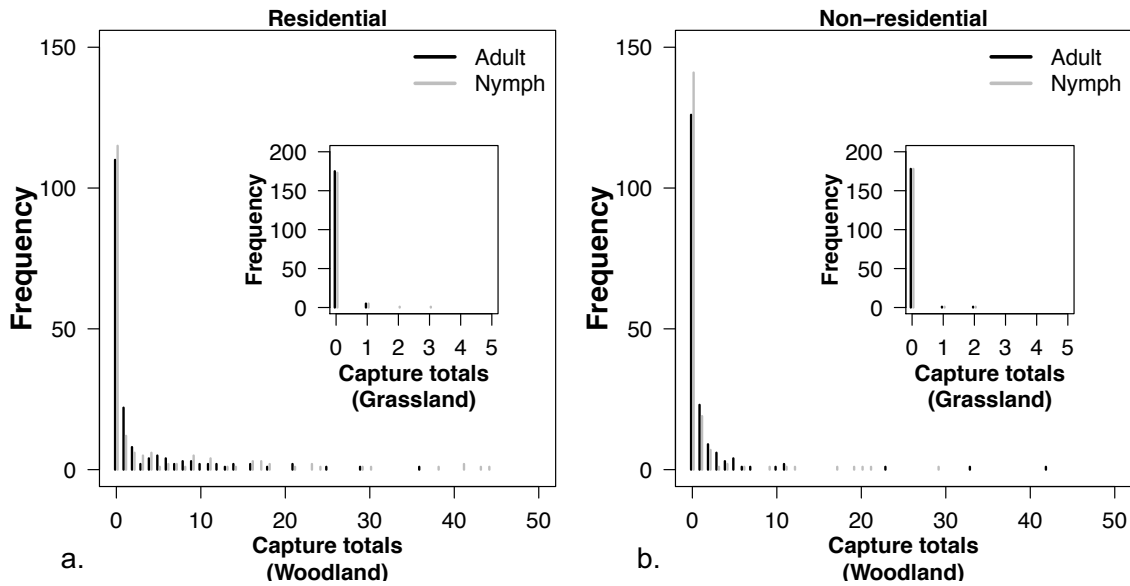 Residential
150
100
50
0
Frequency
Adult
Nymph
200
150
100
50
0
Frequency
0 1 2 3 4 5
Capture totals
(Grassland)
0 10 20 30 40 50
Capture totals
(Woodland)
a.
Non−residential
150
100
50
0
Frequency
Adult
Nymph
200
150
100
50
0
Frequency
0 1 2 3 4 5
Capture totals
(Grassland)
0 10 20 30 40 50
Capture totals
(Woodland)
b.